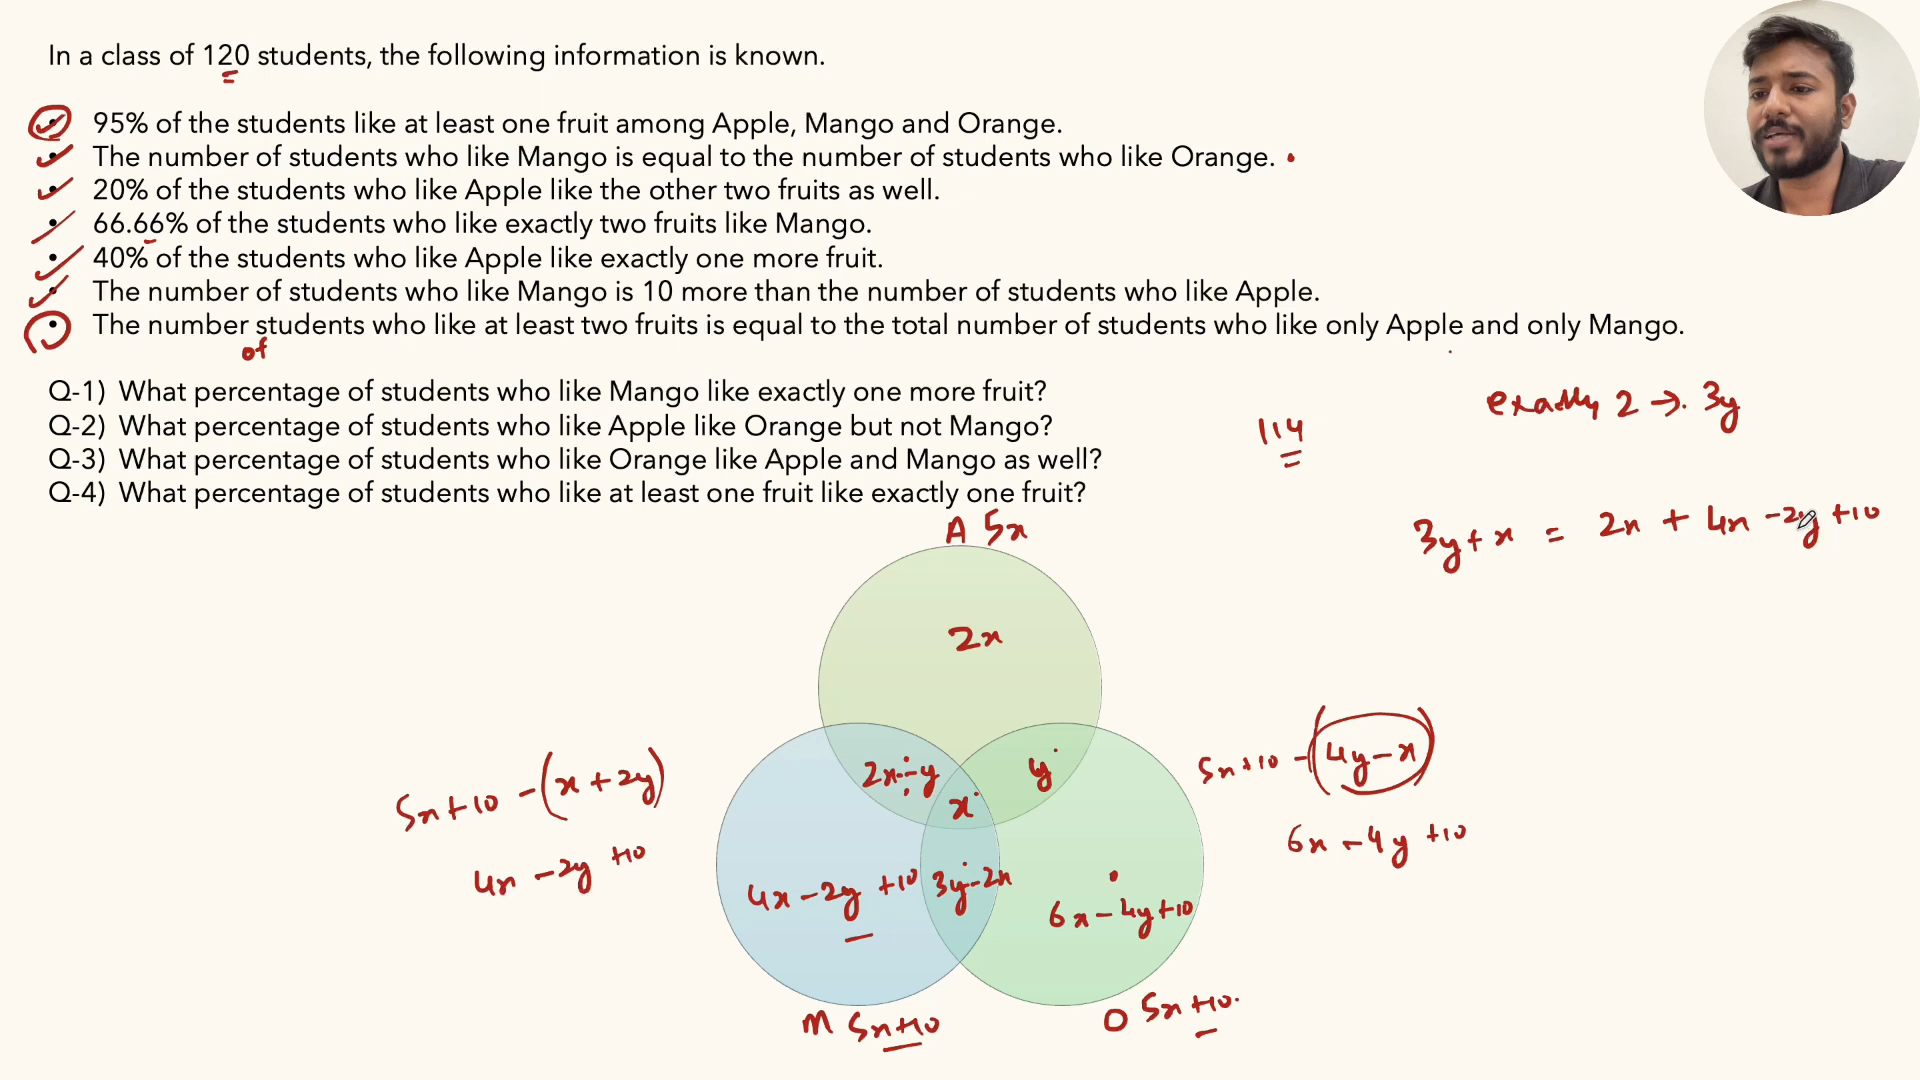 In a class of 120 students, the following information is known.
• 95% of the students like at least one fruit among Apple, Mango and Orange.
• The number of students who like Mango is equal to the number of students who like Orange.
• 20% of the students who like Apple like the other two fruits as well.
• 66.66% of the students who like exactly two fruits like Mango.
• 40% of the students who like Apple like exactly one more fruit.
• The number of students who like Mango is 10 more than the number of students who like Apple.
• The number students who like at least two fruits is equal to the total number of students who like only Apple and only Mango.
of
Q-1) What percentage of students who like Mango like exactly one more fruit?
Q-2) What percentage of students who like Apple like Orange but not Mango?
Q-3) What percentage of students who like Orange like Apple and Mango as well?
Q-4) What percentage of students who like at least one fruit like exactly one fruit?
exactly 2 → 3y
114
3y + x = 2x + 4x - 2y + 10
A 5x
2x
5x + 10 - (x + 2y)
4x - 2y + 10
2x - y
y
x
5x + 10 - (4y - x)
6x - 4y + 10
4x - 2y + 10
3y - 2x
6x - 4y + 10
M 5x + 10
O 5x + 10